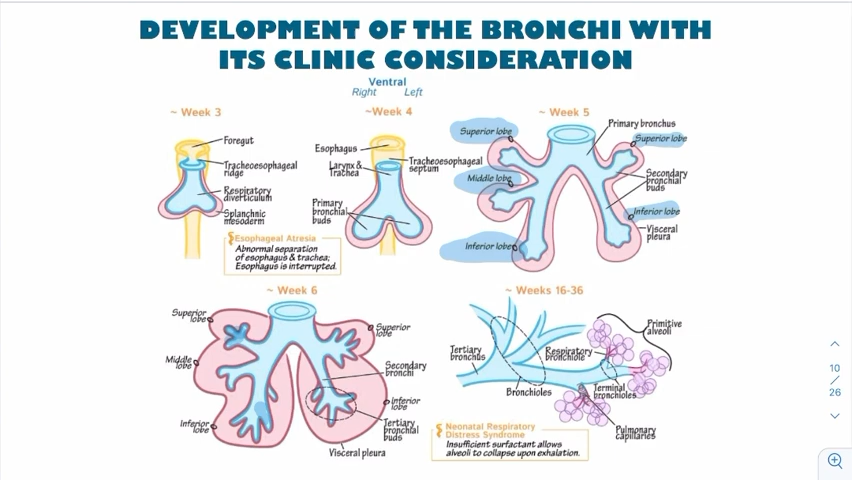 DEVELOPMENT OF THE BRONCHI WITH
ITS CLINIC CONSIDERATION
Ventral
Right Left
~ Week 3
Foregut
Tracheoesophageal
ridge
Respiratory
diverticulum
Splanchnic
mesoderm
~Week 4
Esophagus
Larynx &
Trachea
Tracheoesophageal
septum
Primary
bronchial
buds
Esophageal Atresia
Abnormal separation
of esophagus & trachea;
Esophagus is interrupted.
~ Week 5
Primary bronchus
Superior lobe
Superior lobe
Middle lobe
Secondary
bronchial
buds
Inferior lobe
Visceral
pleura
Inferior lobe
~ Week 6
Superior
lobe
Superior
lobe
Middle
lobe
Secondary
bronchi
Inferior
lobe
Inferior
lobe
Tertiary
bronchial
buds
Visceral pleura
~ Weeks 16-36
Primitive
alveoli
Tertiary
bronchus
Respiratory
bronchiole
Bronchioles
Terminal
bronchioles
Pulmonary
capillaries
Neonatal Respiratory
Distress Syndrome
Insufficient surfactant allows
alveoli to collapse upon exhalation.
10
/
26